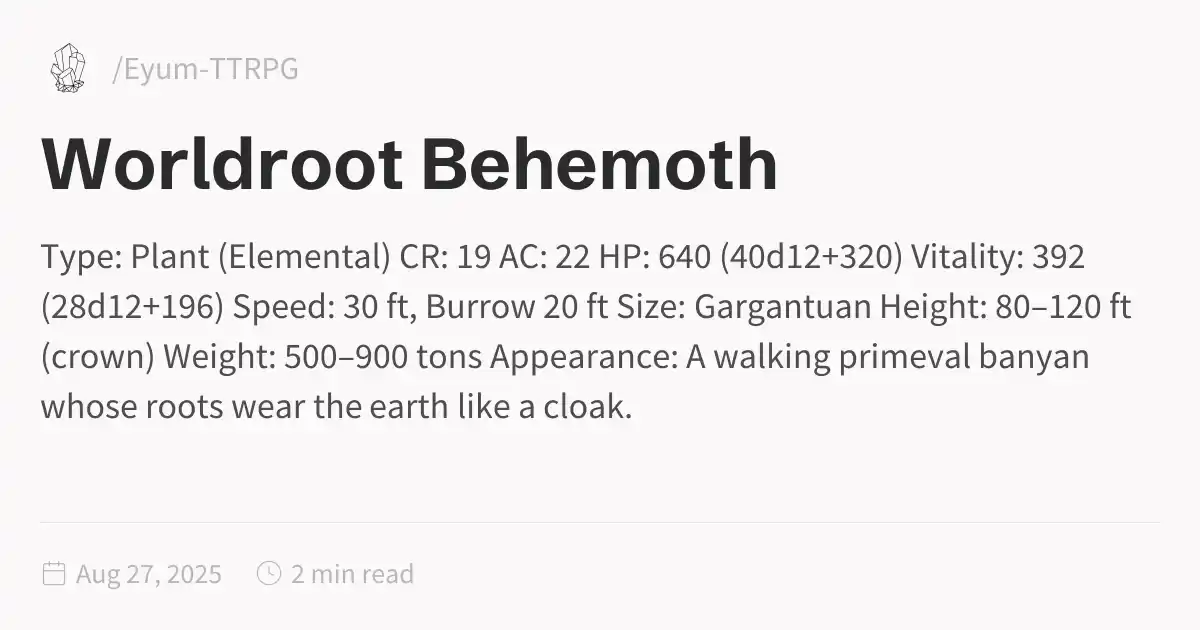 /Eyum-TTRPG
Worldroot Behemoth
Type: Plant (Elemental) CR: 19 AC: 22 HP: 640 (40d12+320) Vitality: 392
(28d12+196) Speed: 30 ft, Burrow 20 ft Size: Gargantuan Height: 80–120 ft
(crown) Weight: 500–900 tons Appearance: A walking primeval banyan
whose roots wear the earth like a cloak.
Aug 27, 2025 2 min read